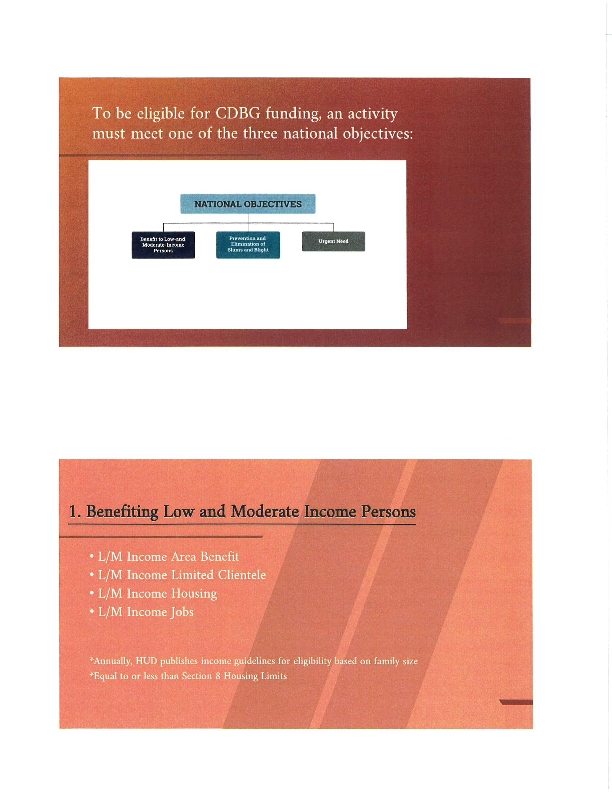 To be eligible for CDBG funding, an activity
must meet one of the three national objectives:
NATIONAL OBJECTIVES
Benefit to Low-and
Moderate-Income
Persons
Prevention and
Elimination of
Slums and Blight
Urgent Need
1. Benefiting Low and Moderate Income Persons
• L/M Income Area Benefit
• L/M Income Limited Clientele
• L/M Income Housing
• L/M Income Jobs
*Annually, HUD publishes income guidelines for eligibility based on family size
*Equal to or less than Section 8 Housing Limits